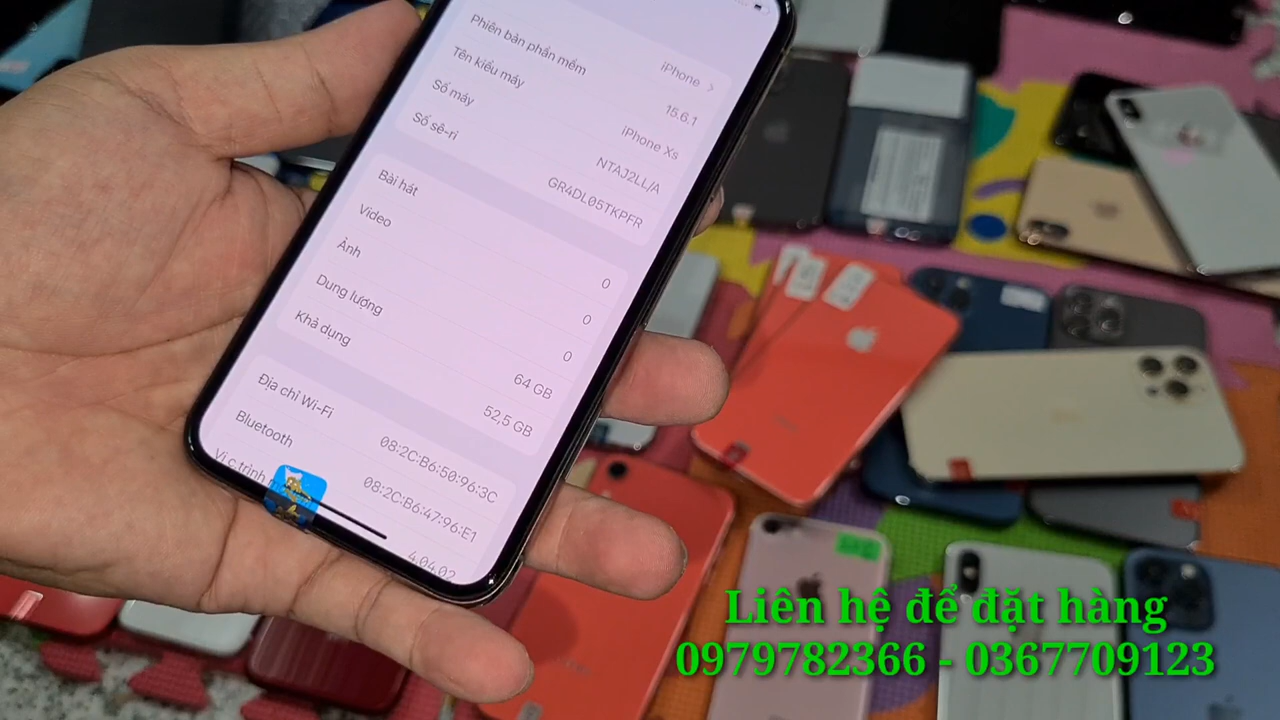 iPhone
Phiên bản phần mềm 15.6.1
Tên kiểu máy iPhone Xs
Số máy NTAJ2LL/A
Số sê-ri GR4DL05TKPFR
Bài hát 0
Video 0
Ảnh 0
Dung lượng 64 GB
Khả dụng 52,5 GB
Địa chỉ Wi-Fi 08:2C:B6:50:96:3C
Bluetooth 08:2C:B6:47:96:E1
4.04.02
Liên hệ để đặt hàng
0979782366 - 0367709123